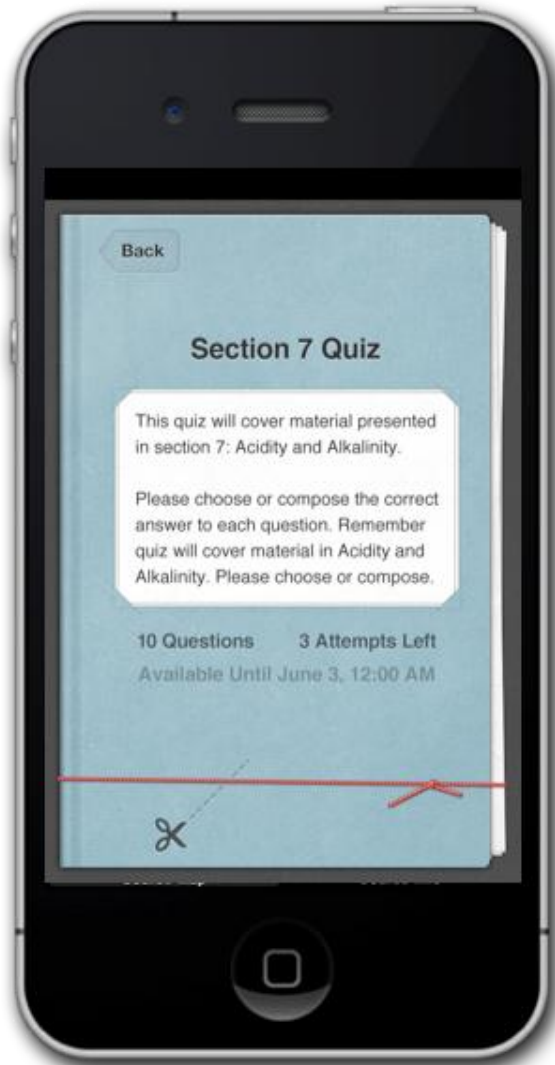 Back
Section 7 Quiz
This quiz will cover material presented
in section 7: Acidity and Alkalinity.
Please choose or compose the correct
answer to each question. Remember
quiz will cover material in Acidity and
Alkalinity. Please choose or compose.
10 Questions 3 Attempts Left
Available Until June 3, 12:00 AM